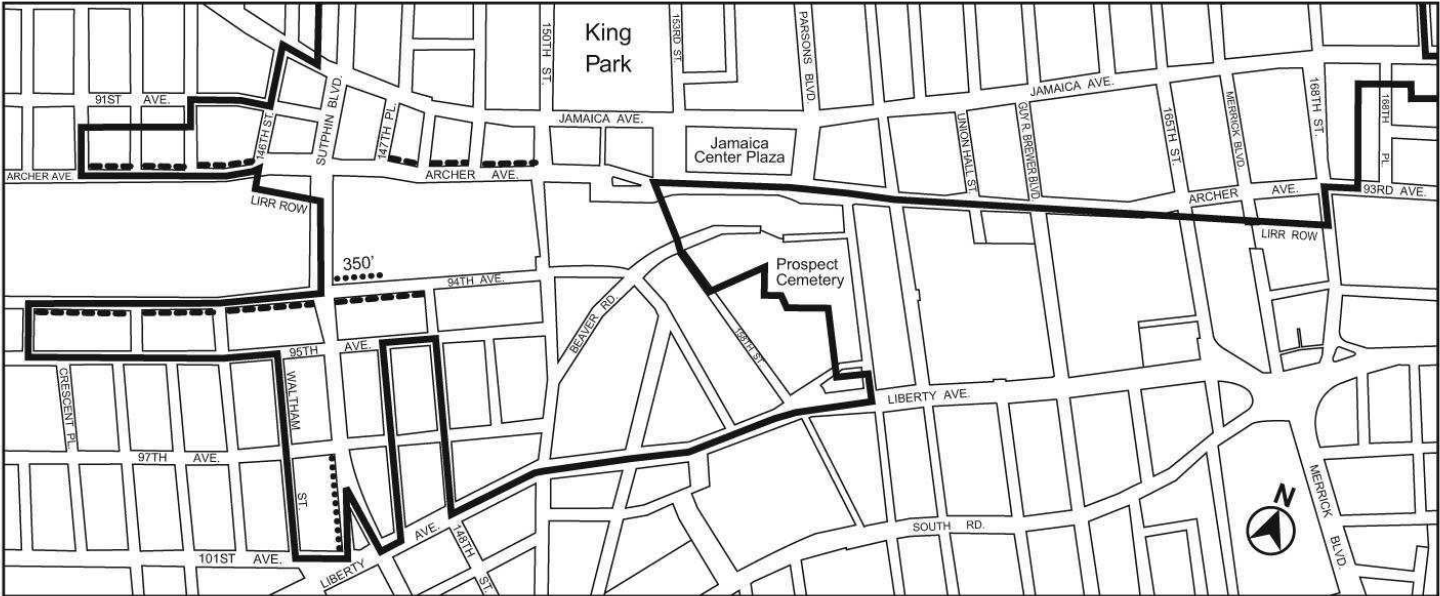 King
Park
150TH ST.
153RD ST.
PARSONS BLVD.
JAMAICA AVE.
91ST AVE.
146TH ST.
SUTPHIN BLVD.
147TH PL.
JAMAICA AVE.
Jamaica
Center Plaza
UNION HALL ST.
GUY R. BREWER BLVD.
165TH ST.
MERRICK BLVD.
168TH ST.
168TH PL
ARCHER AVE.
ARCHER AVE.
ARCHER AVE.
93RD AVE.
LIRR ROW
LIRR ROW
350'
94TH AVE.
Prospect
Cemetery
BEAVER RD.
158TH ST.
95TH AVE.
CRESCENT PL.
WALTHAM ST.
LIBERTY AVE.
97TH AVE.
MERRICK BLVD.
N
SOUTH RD.
101ST AVE.
LIBERTY AVE.
148TH ST.